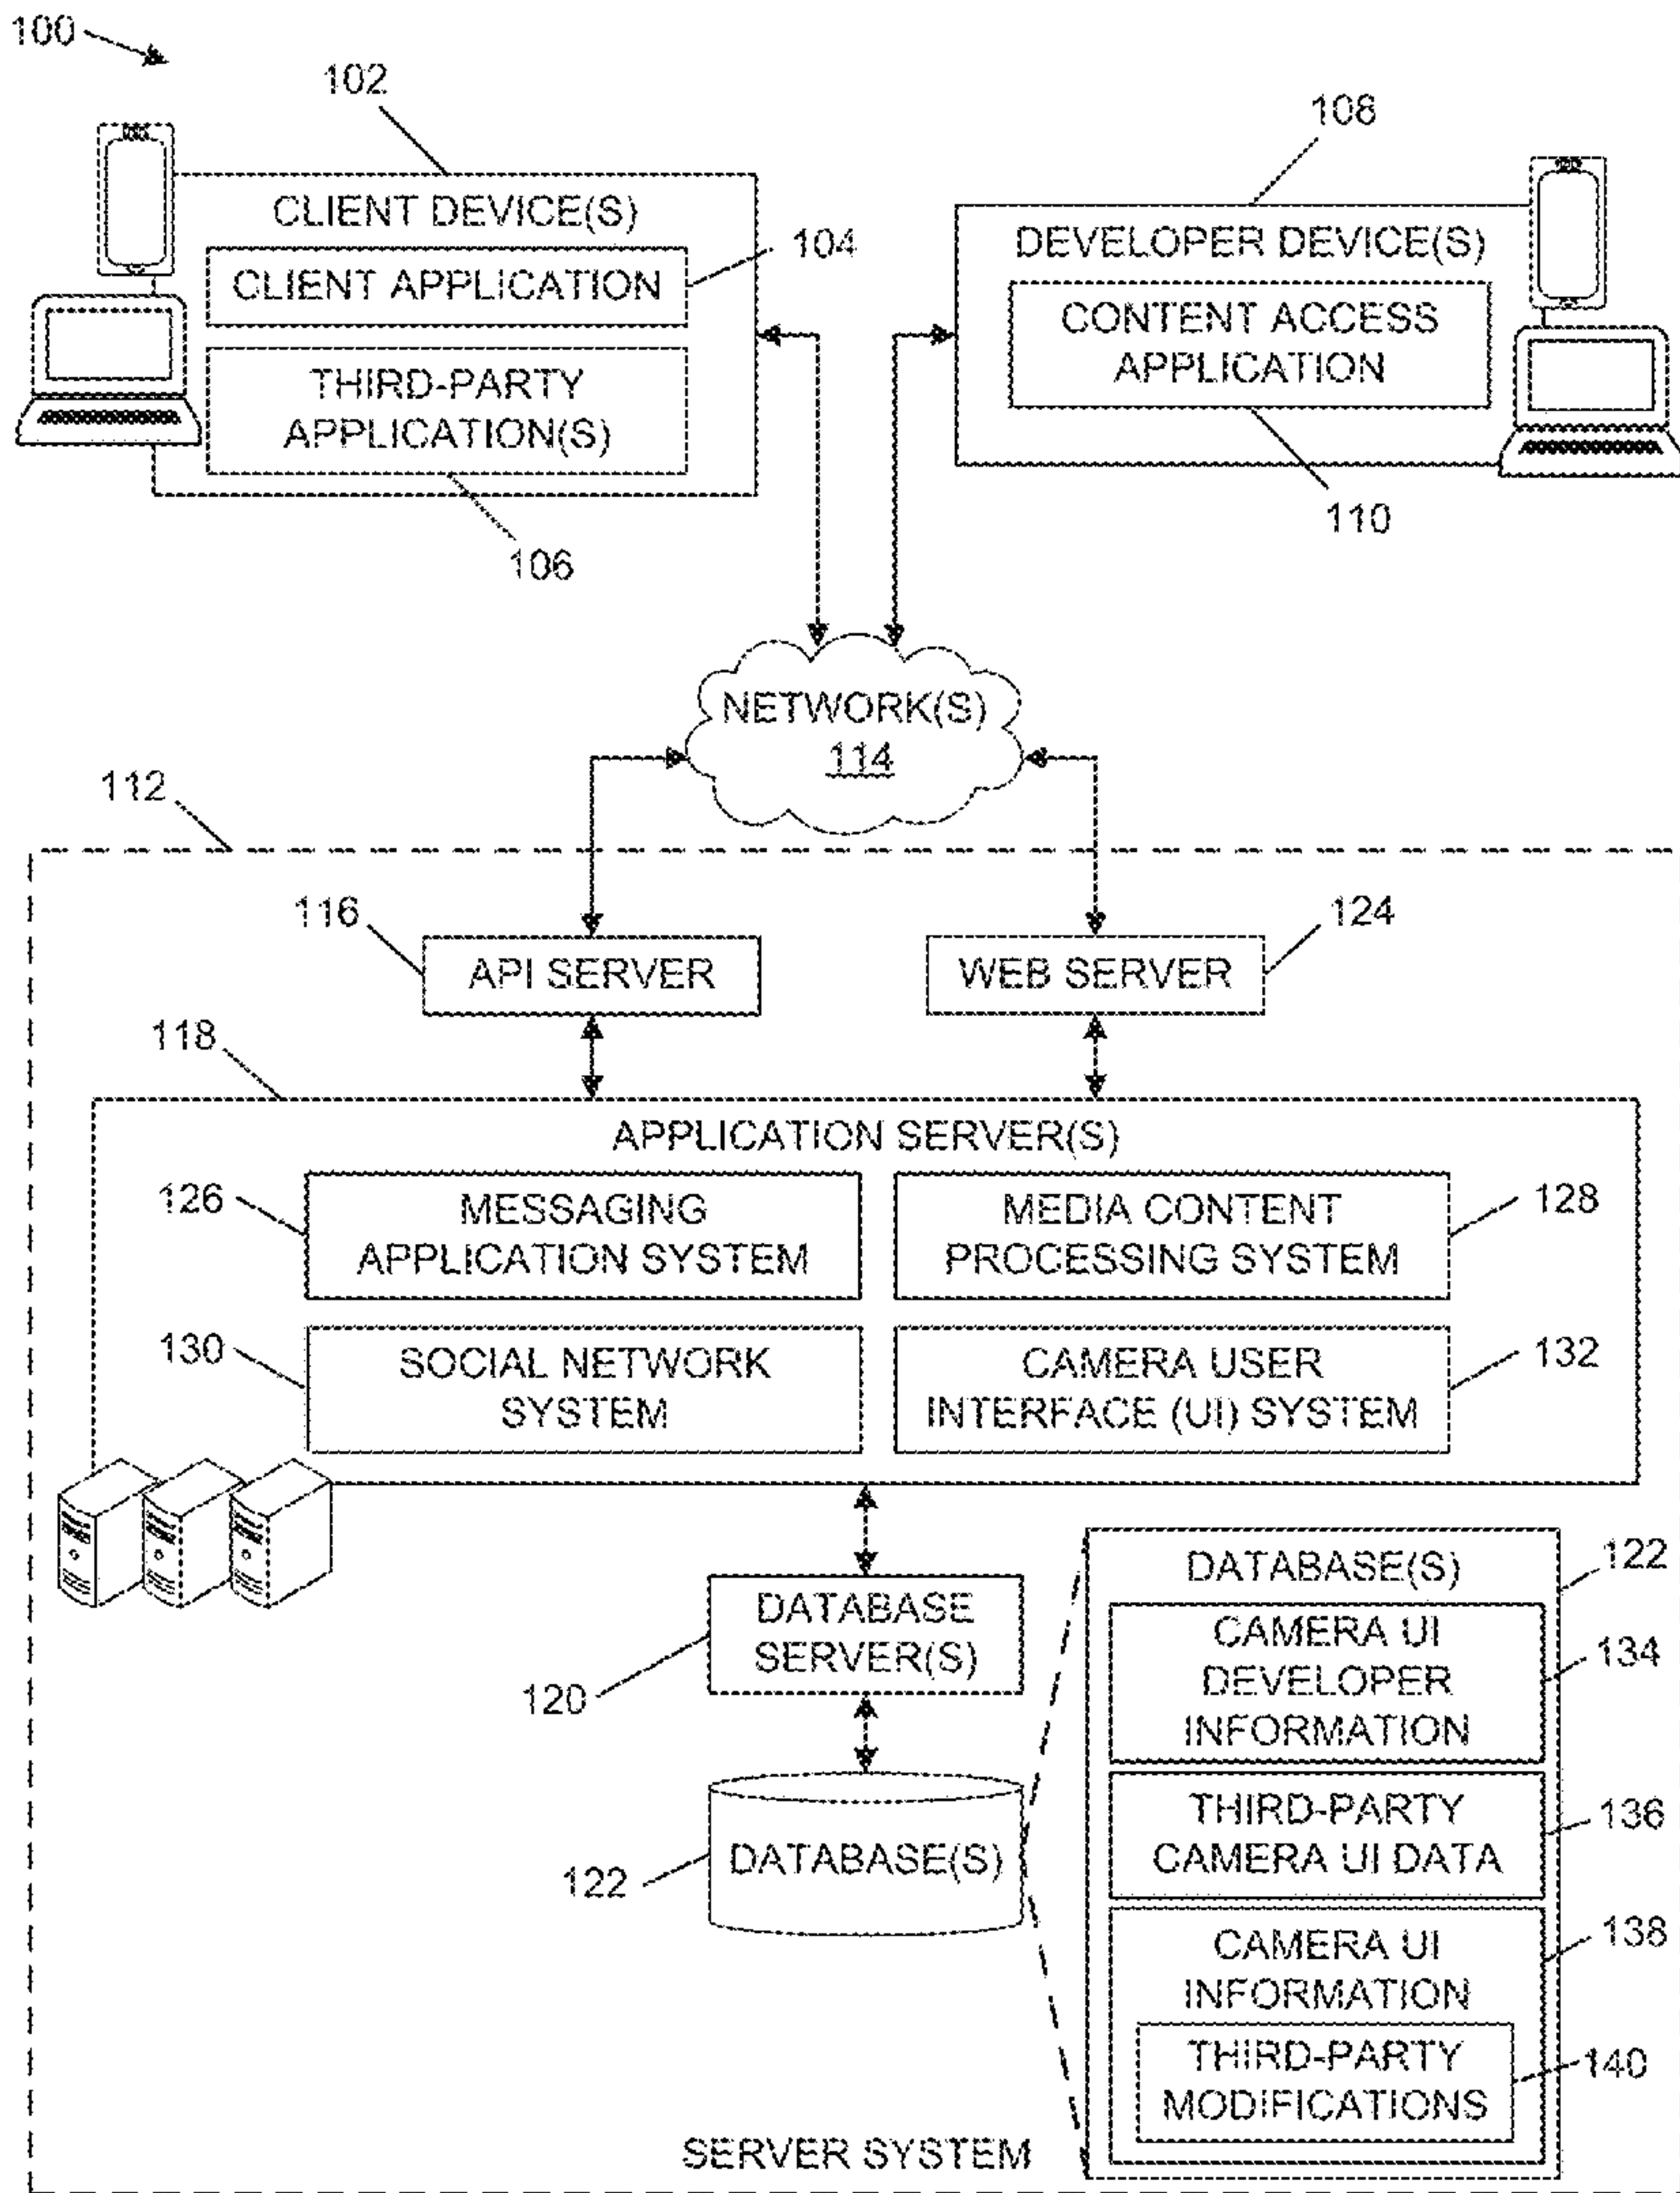 100
102
CLIENT DEVICE(S)
CLIENT APPLICATION
104
THIRD-PARTY
APPLICATION(S)
106
108
DEVELOPER DEVICE(S)
CONTENT ACCESS
APPLICATION
110
NETWORK(S)
114
112
116
API SERVER
WEB SERVER
124
118
APPLICATION SERVER(S)
126
MESSAGING
APPLICATION SYSTEM
MEDIA CONTENT
PROCESSING SYSTEM
128
130
SOCIAL NETWORK
SYSTEM
CAMERA USER
INTERFACE (UI) SYSTEM
132
DATABASE
SERVER(S)
120
DATABASE(S)
122
DATABASE(S)
122
CAMERA UI
DEVELOPER
INFORMATION
134
THIRD-PARTY
CAMERA UI DATA
136
CAMERA UI
INFORMATION
138
THIRD-PARTY
MODIFICATIONS
140
SERVER SYSTEM